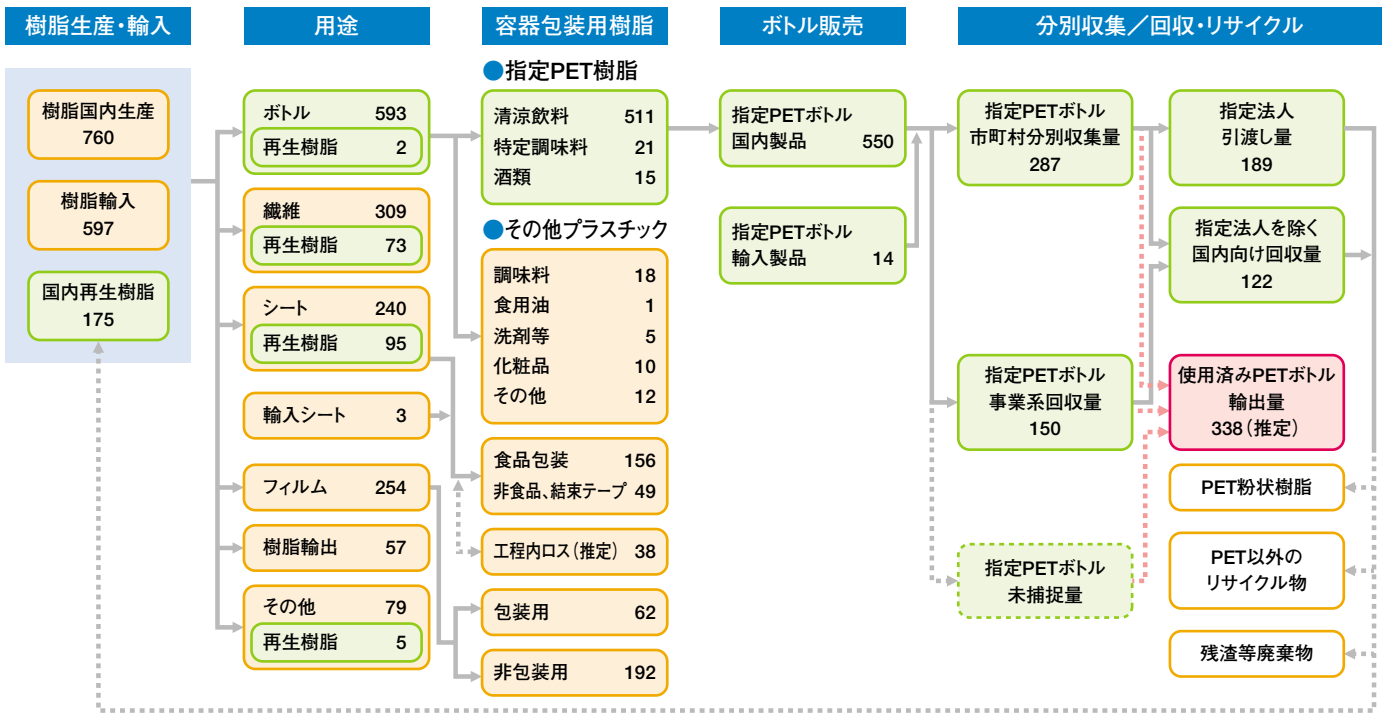 樹脂生産・輸入
樹脂国内生産
760
樹脂輸入
597
国内再生樹脂
175
用途
ボトル 593
再生樹脂 2
繊維 309
再生樹脂 73
シート 240
再生樹脂 95
輸入シート 3
フィルム 254
樹脂輸出 57
その他 79
再生樹脂 5
容器包装用樹脂
●指定PET樹脂
清涼飲料 511
特定調味料 21
酒類 15
●その他プラスチック
調味料 18
食用油 1
洗剤等 5
化粧品 10
その他 12
食品包装 156
非食品、結束テープ 49
工程内ロス(推定) 38
包装用 62
非包装用 192
ボトル販売
指定PETボトル
国内製品 550
指定PETボトル
輸入製品 14
分別収集／回収・リサイクル
指定PETボトル
市町村分別収集量
287
指定PETボトル
事業系回収量
150
指定PETボトル
未捕捉量
指定法人
引渡し量
189
指定法人を除く
国内向け回収量
122
使用済みPETボトル
輸出量
338(推定)
PET粉状樹脂
PET以外の
リサイクル物
残渣等廃棄物